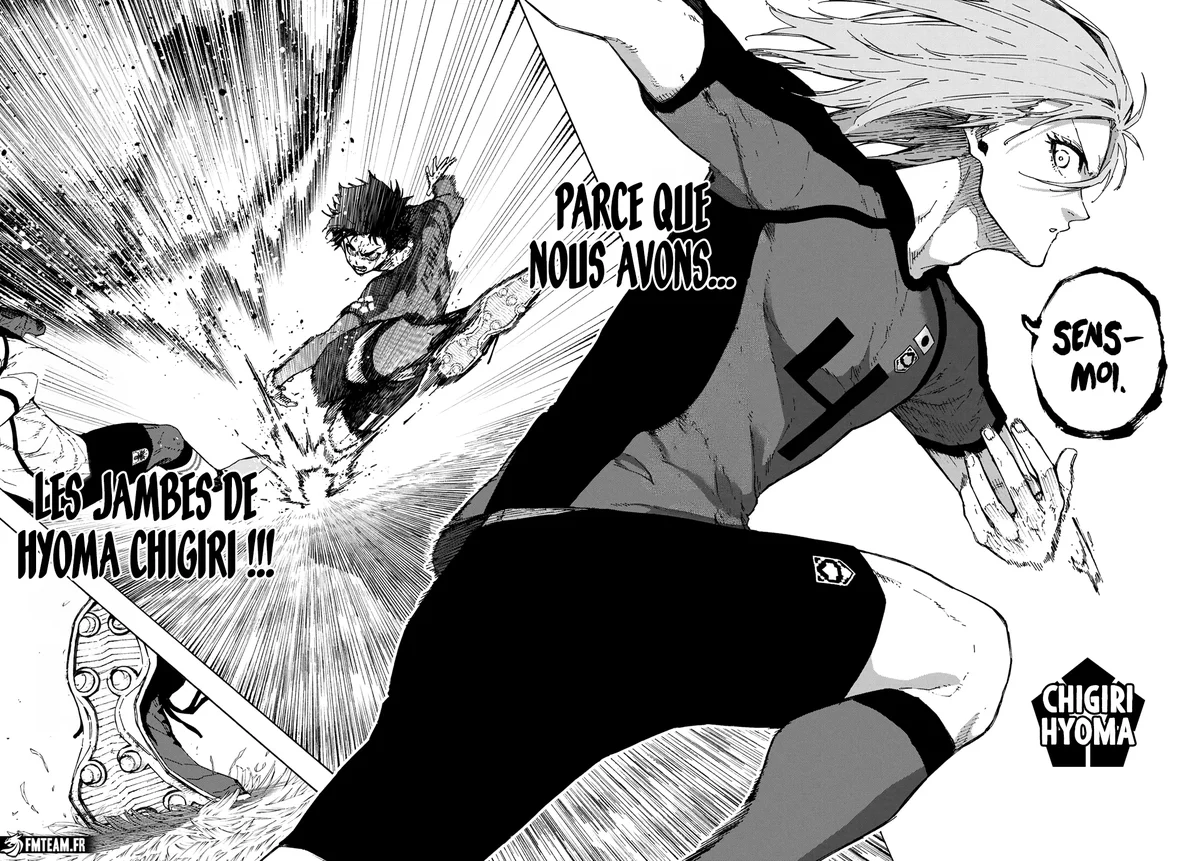 SENS-
MOI.
CHIGIRI
HYOMA
PARCE QUE
NOUS AVONS...
LES JAMBES DE
HYOMA CHIGIRI !!!
FMTEAM.FR